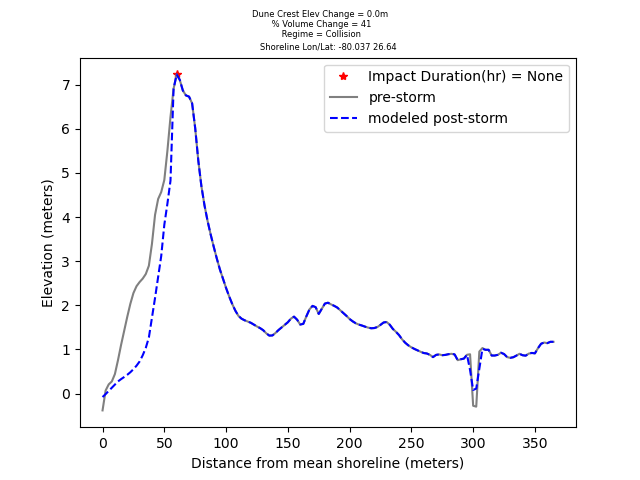 Dune Crest Elev Change = 0.0m
% Volume Change = 41
Regime = Collision
Shoreline Lon/Lat: -80.037 26.64
Impact Duration(hr) = None
pre-storm
modeled post-storm
7
6
5
4
3
2
1
0
Elevation (meters)
0 50 100 150 200 250 300 350
Distance from mean shoreline (meters)